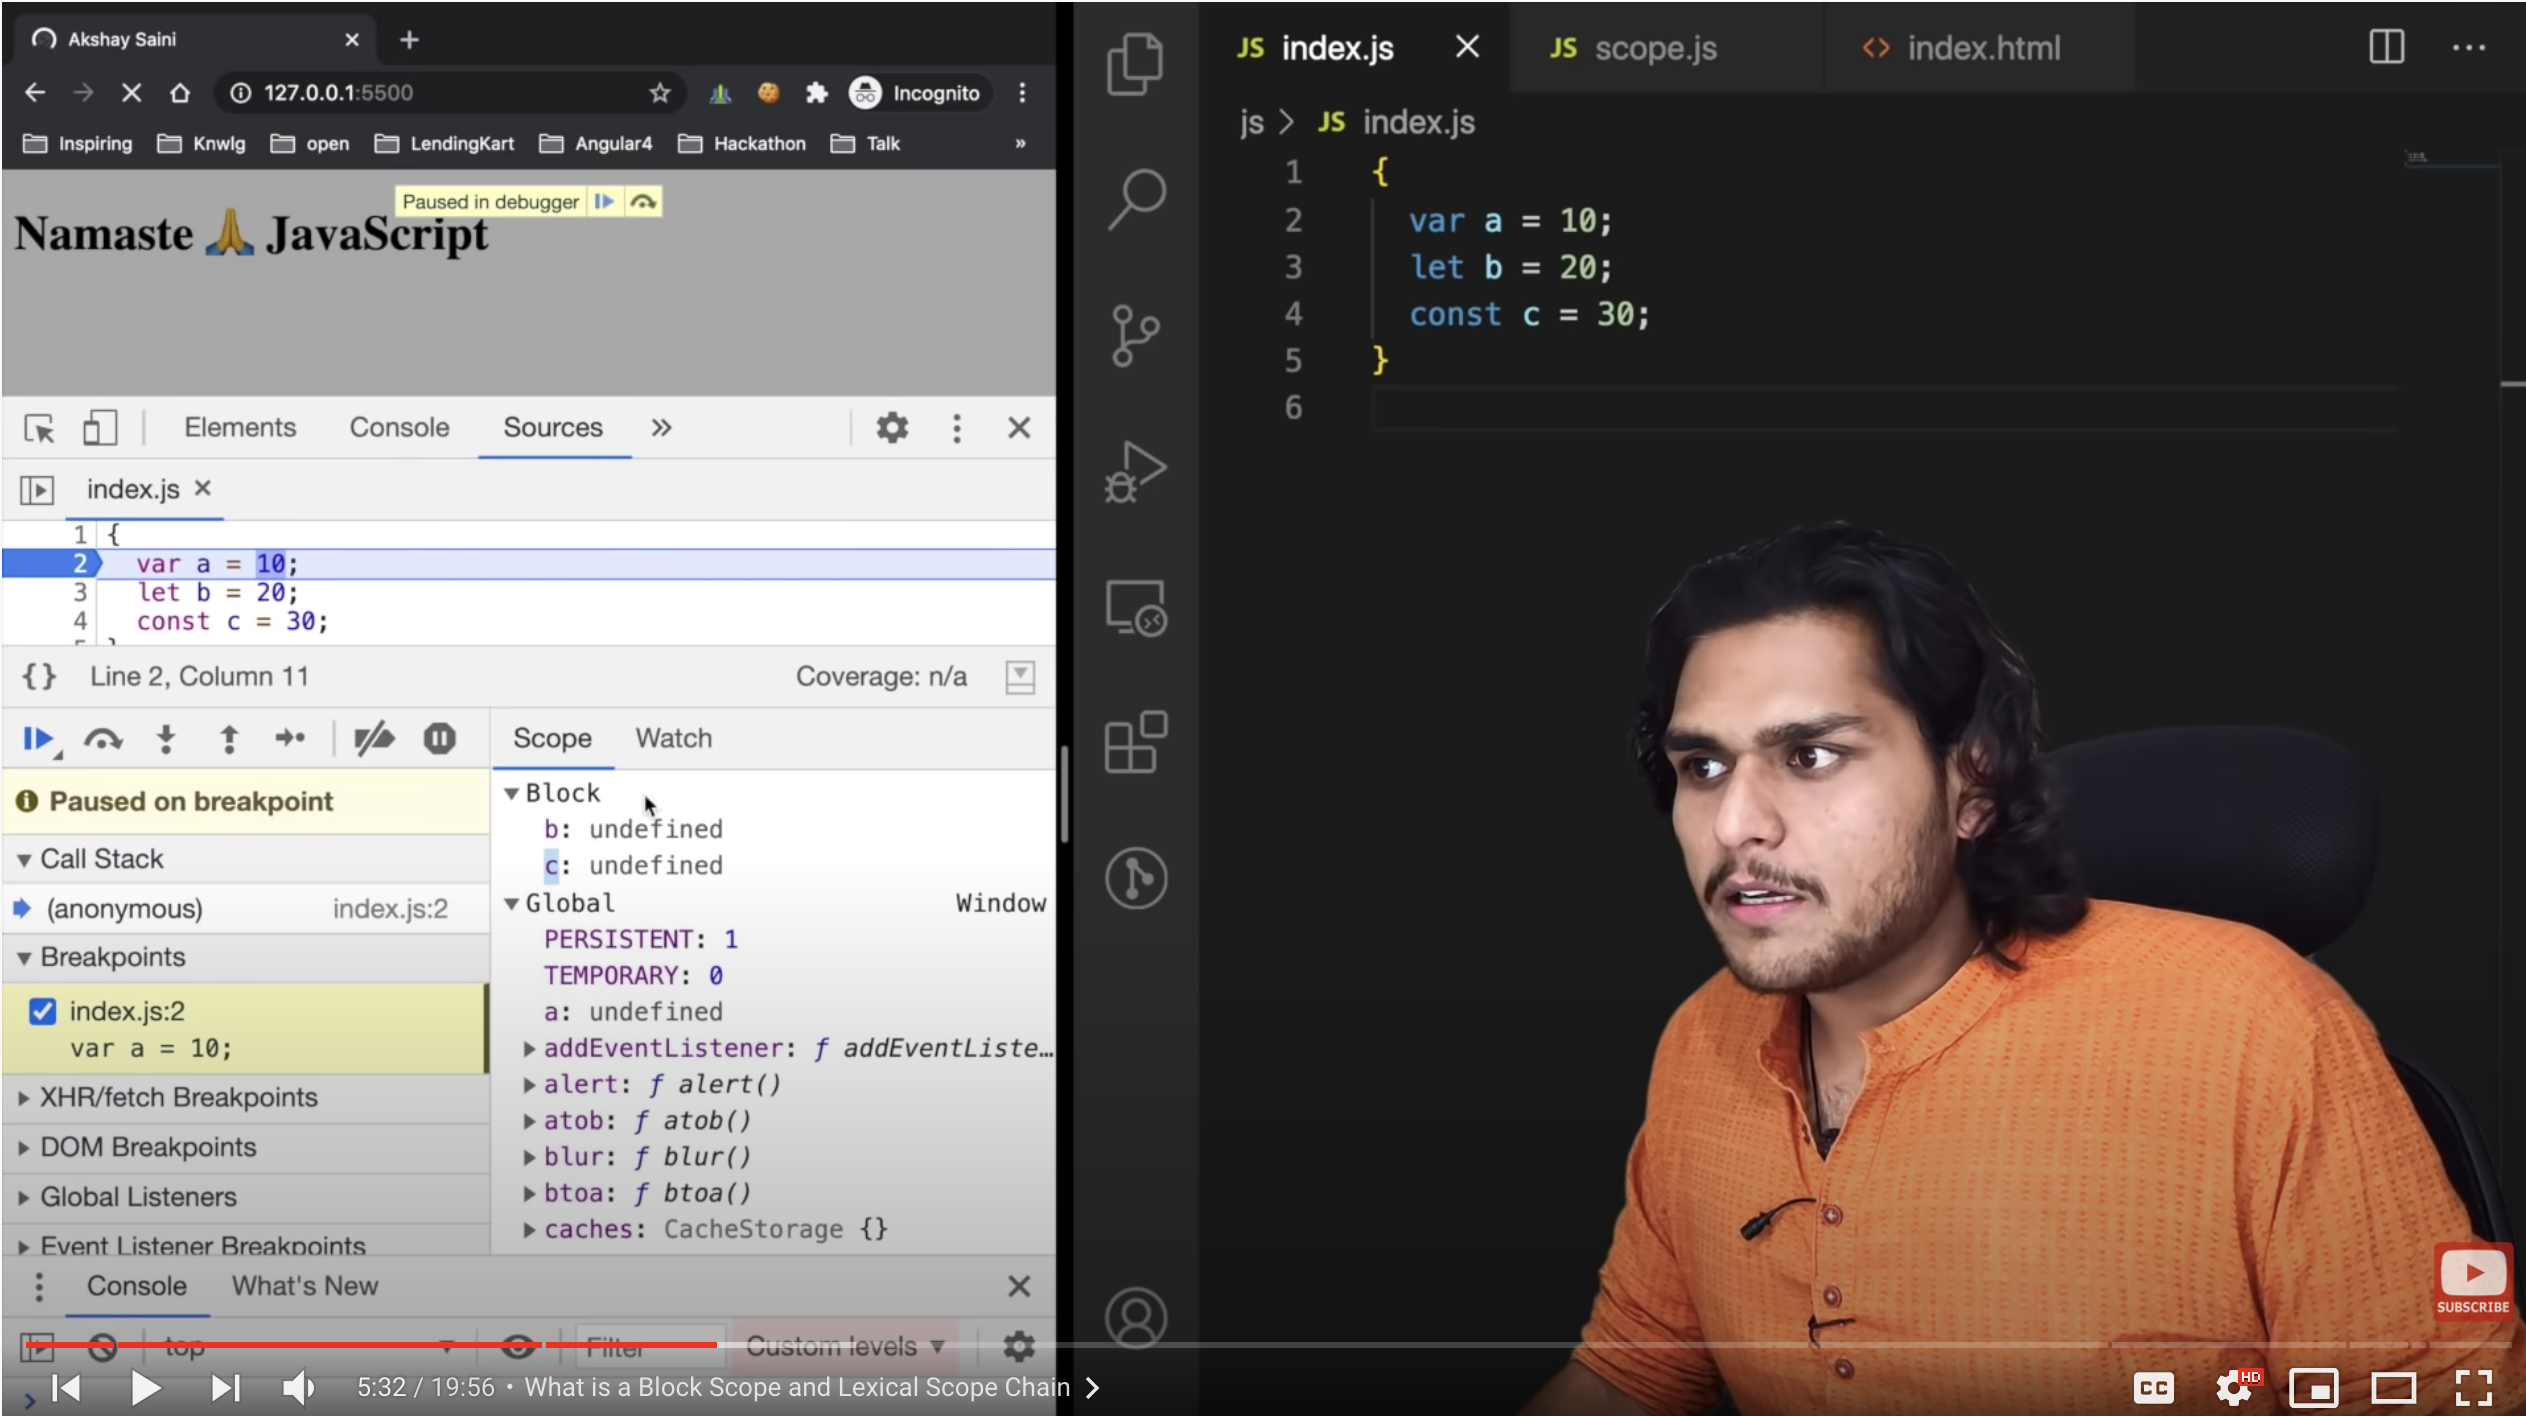 Akshay Saini
127.0.0.1:5500
Incognito
Inspiring
Knwlg
open
LendingKart
Angular4
Hackathon
Talk
»
Paused in debugger
Namaste 🙏 JavaScript
Elements
Console
Sources
»
index.js
1 {
2 var a = 10;
3 let b = 20;
4 const c = 30;
{} Line 2, Column 11
Coverage: n/a
Scope
Watch
Paused on breakpoint
Call Stack
(anonymous) index.js:2
Breakpoints
index.js:2
var a = 10;
XHR/fetch Breakpoints
DOM Breakpoints
Global Listeners
Event Listener Breakpoints
Block
b: undefined
c: undefined
Global Window
PERSISTENT: 1
TEMPORARY: 0
a: undefined
addEventListener: ƒ addEventListe…
alert: ƒ alert()
atob: ƒ atob()
blur: ƒ blur()
btoa: ƒ btoa()
caches: CacheStorage {}
Console
What's New
top
Filter
Custom levels
JS index.js
JS scope.js
<> index.html
js > JS index.js
1 {
2 var a = 10;
3 let b = 20;
4 const c = 30;
5 }
6
SUBSCRIBE
5:32 / 19:56 • What is a Block Scope and Lexical Scope Chain
CC
HD